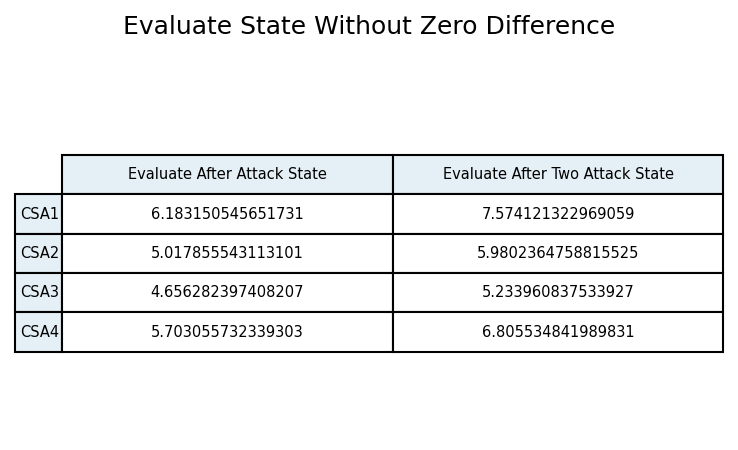 Evaluate State Without Zero Difference
Evaluate After Attack State Evaluate After Two Attack State
CSA1 6.183150545651731 7.574121322969059
CSA2 5.017855543113101 5.9802364758815525
CSA3 4.656282397408207 5.233960837533927
CSA4 5.703055732339303 6.805534841989831